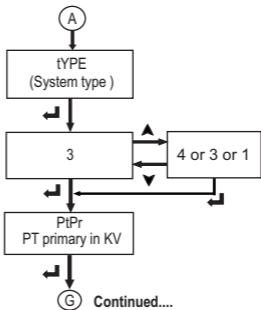 A
tYPE
(System type )
3
4 or 3 or 1
PtPr
PT primary in KV
G Continued....